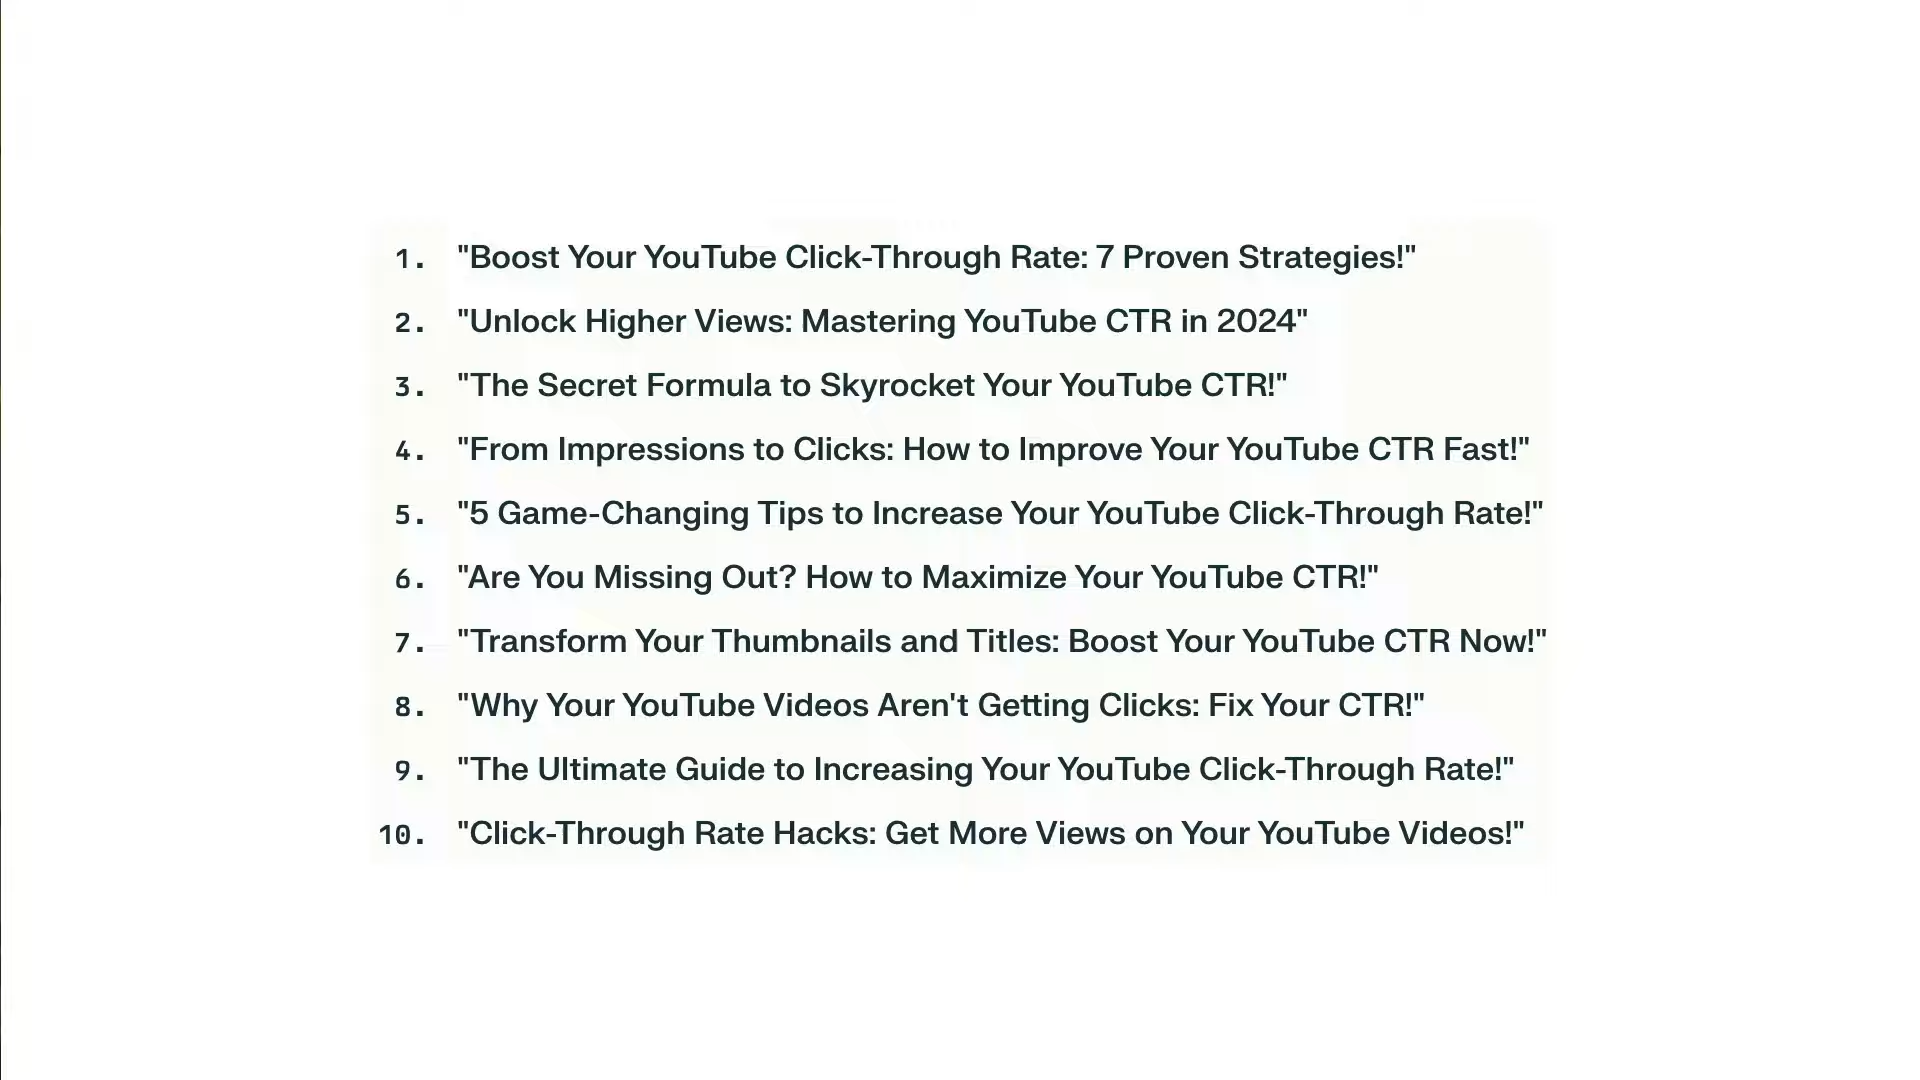 1. "Boost Your YouTube Click-Through Rate: 7 Proven Strategies!"
2. "Unlock Higher Views: Mastering YouTube CTR in 2024"
3. "The Secret Formula to Skyrocket Your YouTube CTR!"
4. "From Impressions to Clicks: How to Improve Your YouTube CTR Fast!"
5. "5 Game-Changing Tips to Increase Your YouTube Click-Through Rate!"
6. "Are You Missing Out? How to Maximize Your YouTube CTR!"
7. "Transform Your Thumbnails and Titles: Boost Your YouTube CTR Now!"
8. "Why Your YouTube Videos Aren't Getting Clicks: Fix Your CTR!"
9. "The Ultimate Guide to Increasing Your YouTube Click-Through Rate!"
10. "Click-Through Rate Hacks: Get More Views on Your YouTube Videos!"